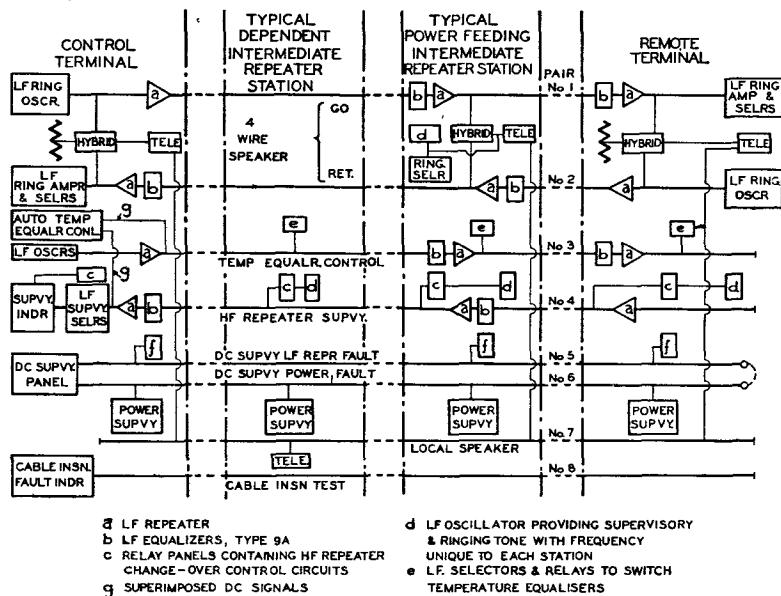 CONTROL
TERMINAL
TYPICAL
DEPENDENT
INTERMEDIATE
REPEATER
STATION
TYPICAL
POWER FEEDING
INTERMEDIATE
REPEATER STATION
REMOTE
TERMINAL
PAIR
No 1
LF RING
OSCR.
a
b
a
b
a
LF RING
AMP &
SELRS
HYBRID
TELE
4
WIRE
SPEAKER
GO
RET.
d
HYBRID
TELE
RING.
SELR
HYBRID
TELE
LF
RING AMPR
& SELRS
a
b
a
b
No.2
a
LF RING
OSCR
AUTO TEMP
EQUALR CONL.
g
e
e
e
LF OSCRS
a
TEMP EQUALR. CONTROL
b
a
No 3
b
a
c
g
SUPVY.
INDR
LF
SUPVY.
SELRS
a
b
c
d
HF REPEATER SUPVY.
c
d
a
b
No 4
c
d
a
f
f
f
DC SUPVY.
PANEL
DC SUPVY LF REPR FAULT
No 5
DC SUPVY POWER, FAULT
No 6
POWER
SUPVY
POWER
SUPVY
POWER
SUPVY
POWER
SUPVY.
LOCAL SPEAKER
No. 7
TELE.
CABLE INSN.
FAULT INDR
CABLE INSN TEST
No. 8
a LF REPEATER
b LF EQUALIZERS, TYPE 9A
c RELAY PANELS CONTAINING HF REPEATER
CHANGE-OVER CONTROL CIRCUITS
g SUPERIMPOSED DC SIGNALS
d LF OSCILLATOR PROVIDING SUPERVISORY
& RINGING TONE WITH FREQUENCY
UNIQUE TO EACH STATION
e LF. SELECTORS & RELAYS TO SWITCH
TEMPERATURE EQUALISERS